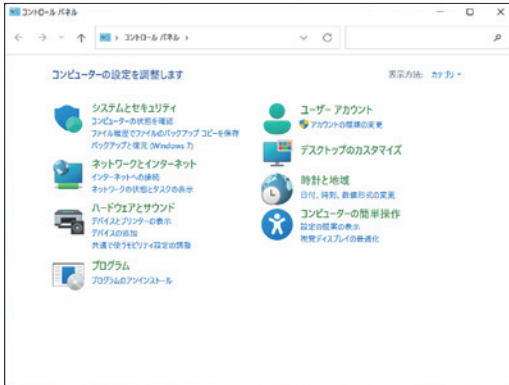 コントロール パネル
コントロール パネル
コンピューターの設定を調整します
表示方法: カテゴリ
システムとセキュリティ
コンピューターの状態を確認
ファイル履歴でファイルのバックアップ コピーを保存
バックアップと復元 (Windows 7)
ネットワークとインターネット
インターネットへの接続
ネットワークの状態とタスクの表示
ハードウェアとサウンド
デバイスとプリンターの表示
デバイスの追加
共通で使うモビリティ設定の調整
プログラム
プログラムのアンインストール
ユーザー アカウント
アカウントの種類の変更
デスクトップのカスタマイズ
時計と地域
日付、時刻、数値形式の変更
コンピューターの簡単操作
設定の提案の表示
視覚ディスプレイの最適化